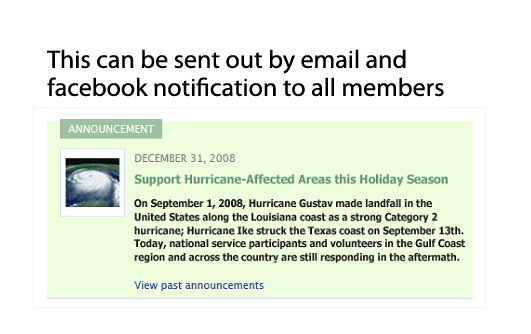 This can be sent out by email and
facebook notification to all members
ANNOUNCEMENT
DECEMBER 31, 2008
Support Hurricane-Affected Areas this Holiday Season
On September 1, 2008, Hurricane Gustav made landfall in the
United States along the Louisiana coast as a strong Category 2
hurricane; Hurricane Ike struck the Texas coast on September 13th.
Today, national service participants and volunteers in the Gulf Coast
region and across the country are still responding in the aftermath.
View past announcements